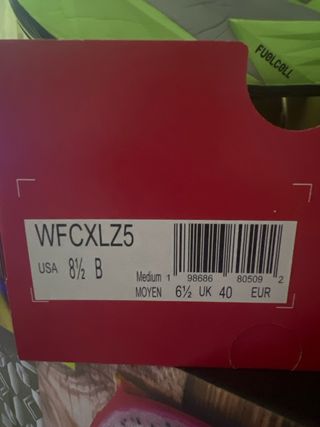 FUELCELL
WFCXLZ5
USA 8½ B
Medium
MOYEN
1 98686 80509 2
6½ UK 40 EUR